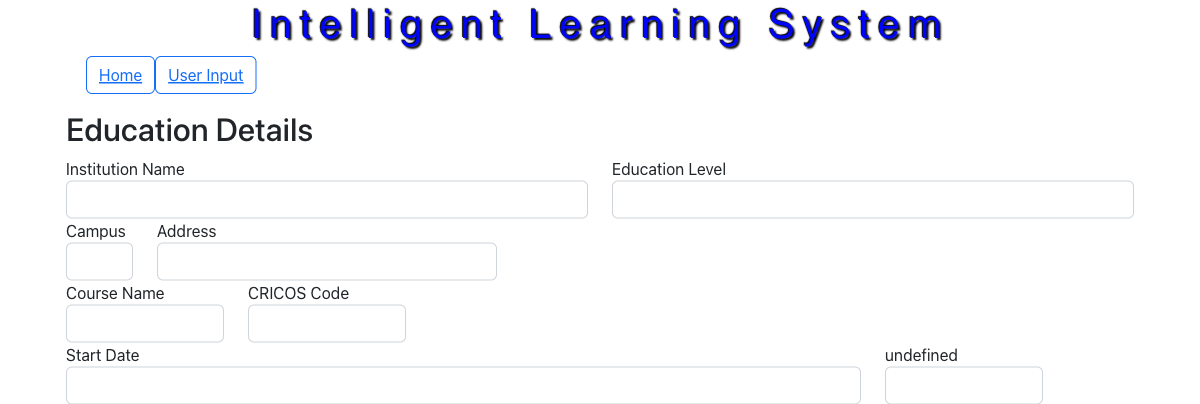 Intelligent Learning System
Home User Input
Education Details
Institution Name Education Level
Campus Address
Course Name CRICOS Code
Start Date undefined